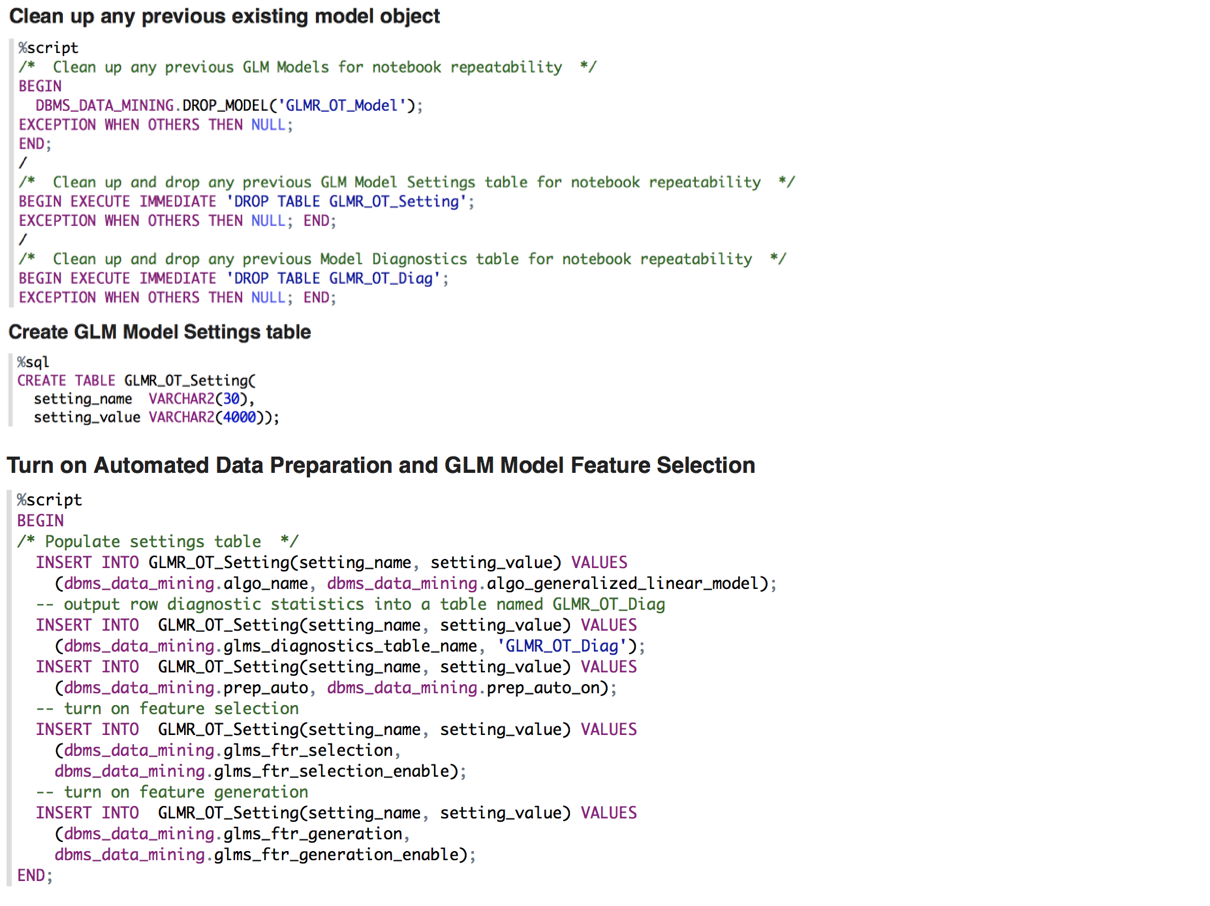 Clean up any previous existing model object
%script
/*  Clean up any previous GLM Models for notebook repeatability  */
BEGIN
  DBMS_DATA_MINING.DROP_MODEL('GLMR_OT_Model');
EXCEPTION WHEN OTHERS THEN NULL;
END;
/
/*  Clean up and drop any previous GLM Model Settings table for notebook repeatability  */
BEGIN EXECUTE IMMEDIATE 'DROP TABLE GLMR_OT_Setting';
EXCEPTION WHEN OTHERS THEN NULL; END;
/
/*  Clean up and drop any previous Model Diagnostics table for notebook repeatability  */
BEGIN EXECUTE IMMEDIATE 'DROP TABLE GLMR_OT_Diag';
EXCEPTION WHEN OTHERS THEN NULL; END;
Create GLM Model Settings table
%sql
CREATE TABLE GLMR_OT_Setting(
  setting_name  VARCHAR2(30),
  setting_value VARCHAR2(4000));
Turn on Automated Data Preparation and GLM Model Feature Selection
%script
BEGIN
/* Populate settings table  */
  INSERT INTO GLMR_OT_Setting(setting_name, setting_value) VALUES
    (dbms_data_mining.algo_name, dbms_data_mining.algo_generalized_linear_model);
  -- output row diagnostic statistics into a table named GLMR_OT_Diag
  INSERT INTO  GLMR_OT_Setting(setting_name, setting_value) VALUES
    (dbms_data_mining.glms_diagnostics_table_name, 'GLMR_OT_Diag');
  INSERT INTO  GLMR_OT_Setting(setting_name, setting_value) VALUES
    (dbms_data_mining.prep_auto, dbms_data_mining.prep_auto_on);
  -- turn on feature selection
  INSERT INTO  GLMR_OT_Setting(setting_name, setting_value) VALUES
    (dbms_data_mining.glms_ftr_selection,
    dbms_data_mining.glms_ftr_selection_enable);
  -- turn on feature generation
  INSERT INTO  GLMR_OT_Setting(setting_name, setting_value) VALUES
    (dbms_data_mining.glms_ftr_generation,
    dbms_data_mining.glms_ftr_generation_enable);
END;